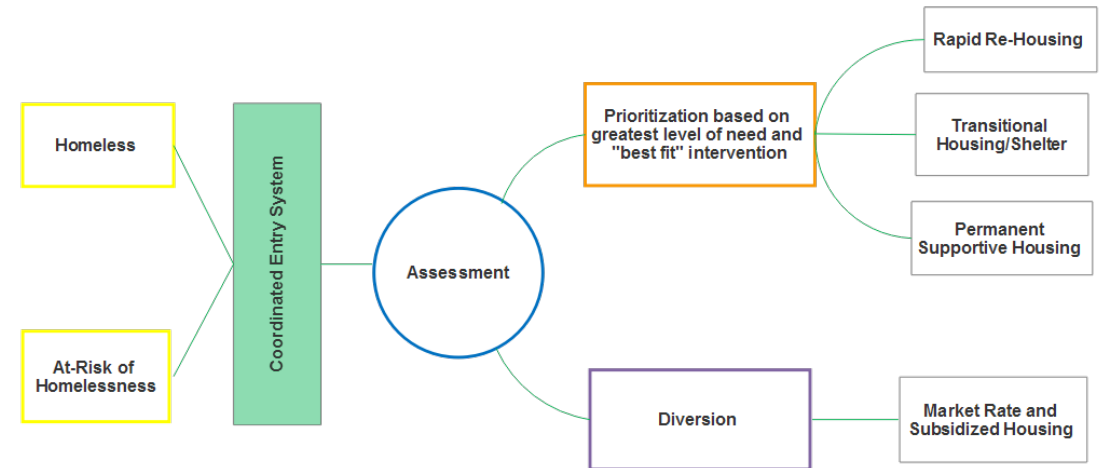 Homeless
At-Risk of
Homelessness
Coordinated Entry System
Assessment
Prioritization based on
greatest level of need and
"best fit" intervention
Diversion
Rapid Re-Housing
Transitional
Housing/Shelter
Permanent
Supportive Housing
Market Rate and
Subsidized Housing